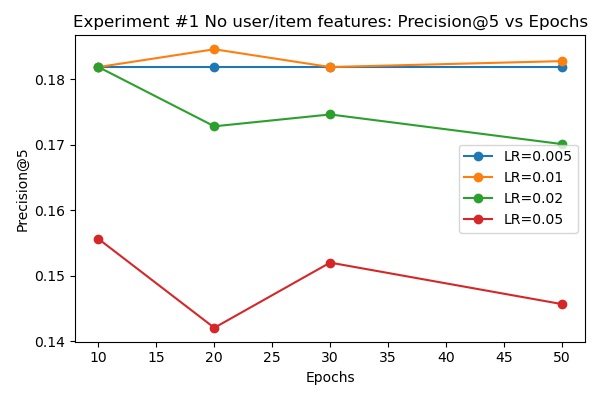 Experiment #1 No user/item features: Precision@5 vs Epochs
Precision@5
0.18
0.17
0.16
0.15
0.14
LR=0.005
LR=0.01
LR=0.02
LR=0.05
10 15 20 25 30 35 40 45 50
Epochs